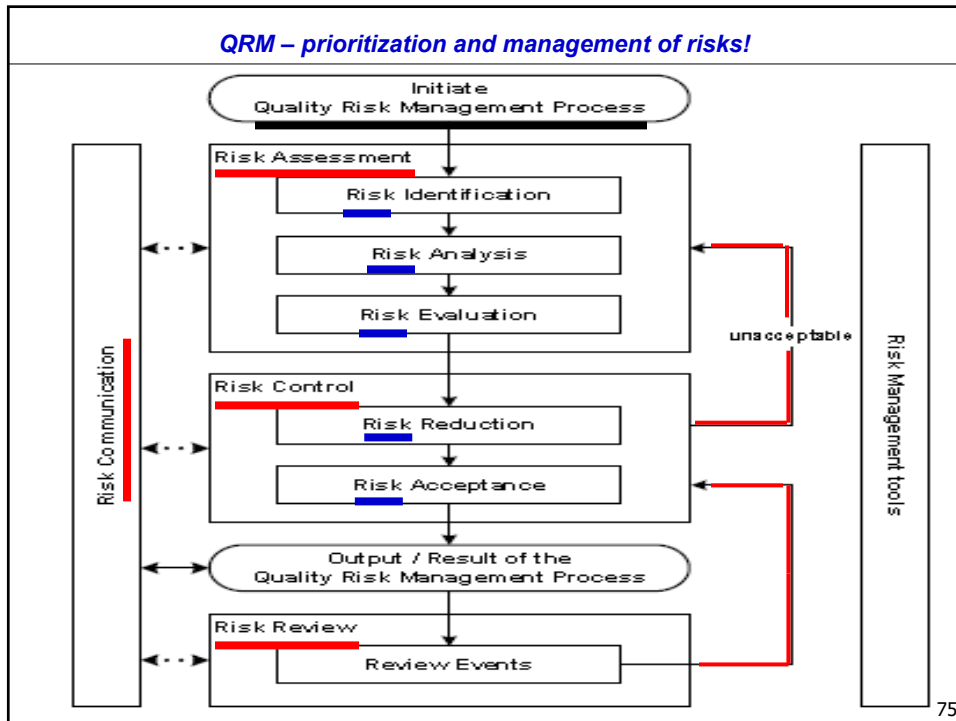 QRM – prioritization and management of risks!
Initiate
Quality Risk Management Process
Risk Assessment
Risk Identification
Risk Analysis
Risk Evaluation
unacceptable
Risk Communication
Risk Management tools
Risk Control
Risk Reduction
Risk Acceptance
Output / Result of the
Quality Risk Management Process
Risk Review
Review Events
75